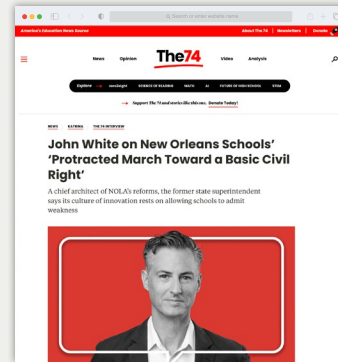 Search or enter website name
America's Education News Source
About The 74 | Newsletters | Donate
News Opinion The74 Video Analysis
Explore → zerO2eight SCIENCE OF READING MATH AI FUTURE OF HIGH SCHOOL STEM
→ Support The 74 and stories like this one. Donate Today!
NEWS KATRINA THE 74 INTERVIEW
John White on New Orleans Schools'
‘Protracted March Toward a Basic Civil
Right’
A chief architect of NOLA's reforms, the former state superintendent
says its culture of innovation rests on allowing schools to admit
weakness